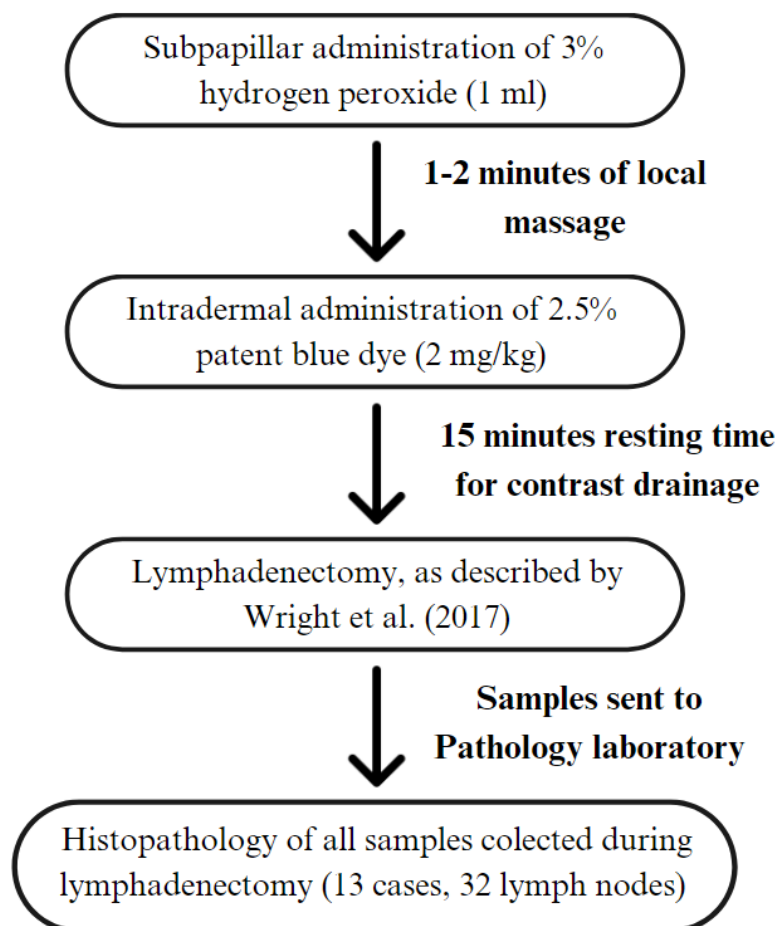 Subpapillar administration of 3%
hydrogen peroxide (1 ml)
1-2 minutes of local
massage
Intradermal administration of 2.5%
patent blue dye (2 mg/kg)
15 minutes resting time
for contrast drainage
Lymphadenectomy, as described by
Wright et al. (2017)
Samples sent to
Pathology laboratory
Histopathology of all samples colected during
lymphadenectomy (13 cases, 32 lymph nodes)